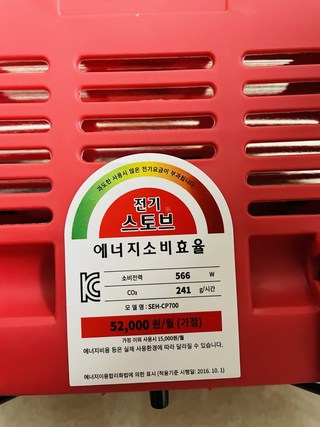 과도한 사용시 많은 전기요금이 부과됩니다
전기
스토브
에너지소비효율
소비전력 566 W
CO₂ 241 g/시간
모 델 명 : SEH-CP700
52,000 원/월 (가정)
가정 이외 사용시 15,000원/월
에너지비용 등은 실제 사용환경에 따라 달라질 수 있습니다.
에너지이용합리화법에 의한 표시 (적용기준 시행일: 2016. 10. 1)